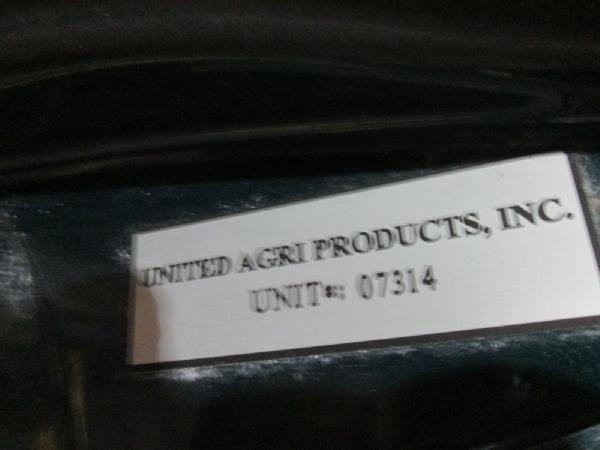 UNITED AGRI PRODUCTS, INC.
UNIT#: 07314